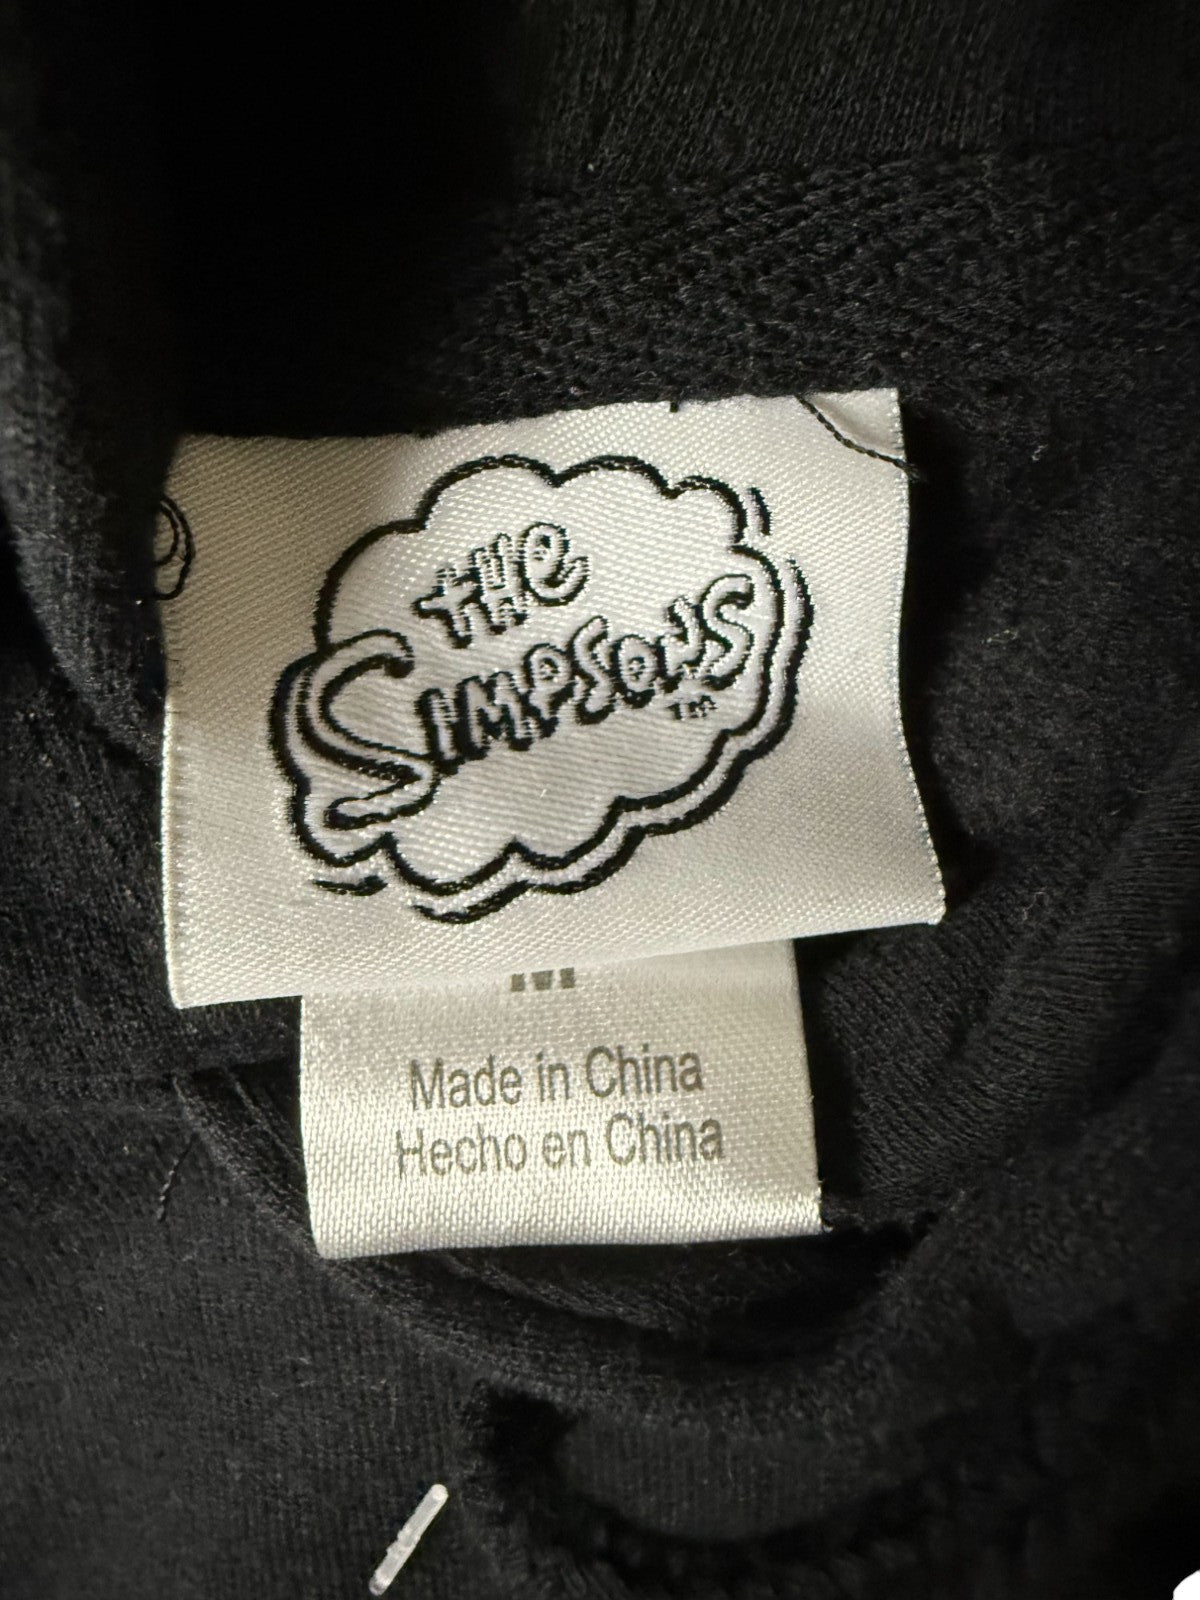 THE
SIMPSONS
TM
Made in China
Hecho en China